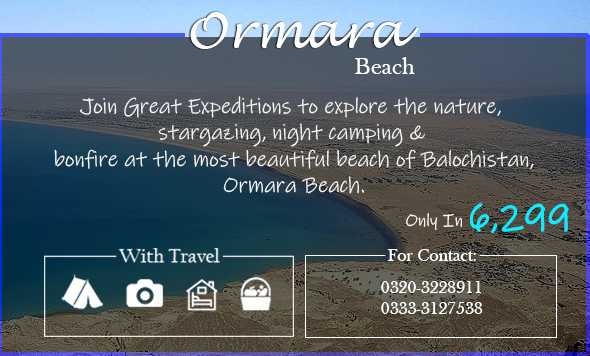 Ormara
Beach
Join Great Expeditions to explore the nature,
stargazing, night camping &
bonfire at the most beautiful beach of Balochistan,
Ormara Beach.
Only In 6,299
With Travel
For Contact:
0320-3228911
0333-3127538